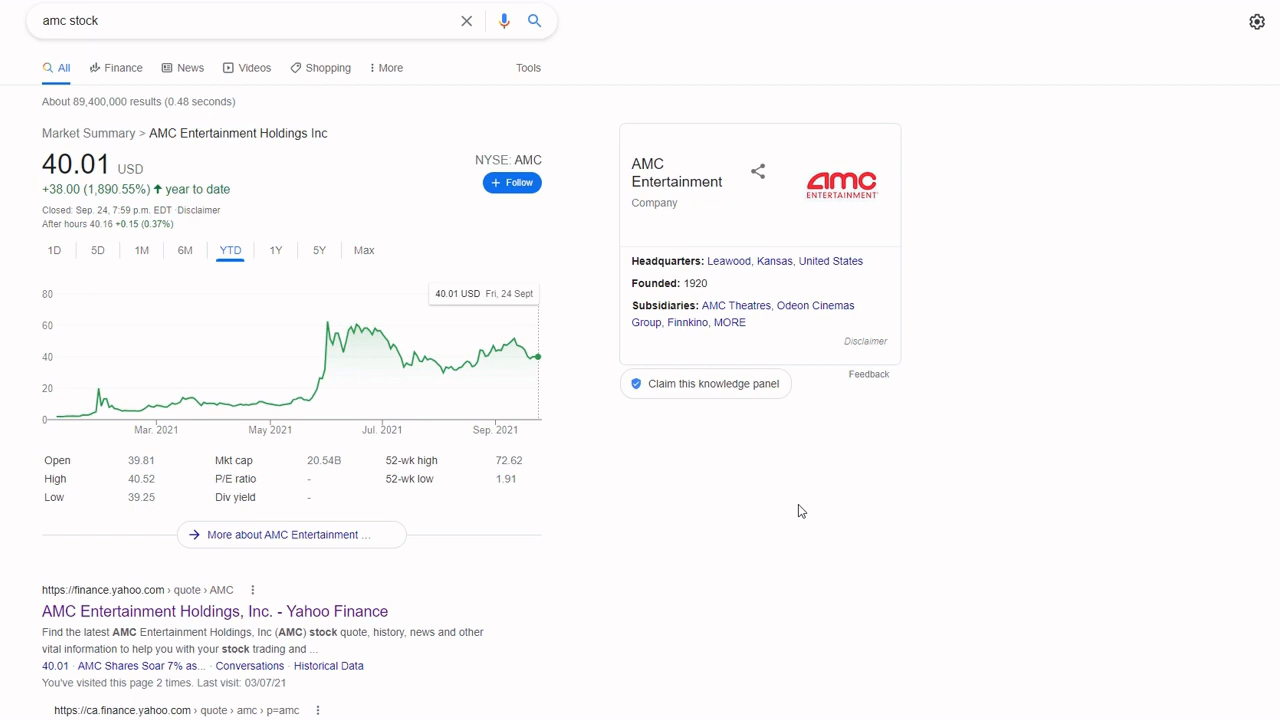 amc stock
All
Finance
News
Videos
Shopping
More
Tools
About 89,400,000 results (0.48 seconds)
Market Summary > AMC Entertainment Holdings Inc
40.01 USD
NYSE: AMC
+38.00 (1,890.55%) year to date
+ Follow
Closed: Sep. 24, 7:59 p.m. EDT · Disclaimer
After hours 40.16 +0.15 (0.37%)
1D 5D 1M 6M YTD 1Y 5Y Max
40.01 USD Fri, 24 Sept
80
60
40
20
0
Mar. 2021 May 2021 Jul. 2021 Sep. 2021
Open 39.81 Mkt cap 20.54B 52-wk high 72.62
High 40.52 P/E ratio - 52-wk low 1.91
Low 39.25 Div yield -
More about AMC Entertainment ...
https://finance.yahoo.com › quote › AMC
AMC Entertainment Holdings, Inc. - Yahoo Finance
Find the latest AMC Entertainment Holdings, Inc (AMC) stock quote, history, news and other
vital information to help you with your stock trading and ...
40.01 · AMC Shares Soar 7% as... · Conversations · Historical Data
You've visited this page 2 times. Last visit: 03/07/21
https://ca.finance.yahoo.com › quote › amc › p=amc
AMC
Entertainment
Company
amc
ENTERTAINMENT
Headquarters: Leawood, Kansas, United States
Founded: 1920
Subsidiaries: AMC Theatres, Odeon Cinemas
Group, Finnkino, MORE
Disclaimer
Claim this knowledge panel
Feedback